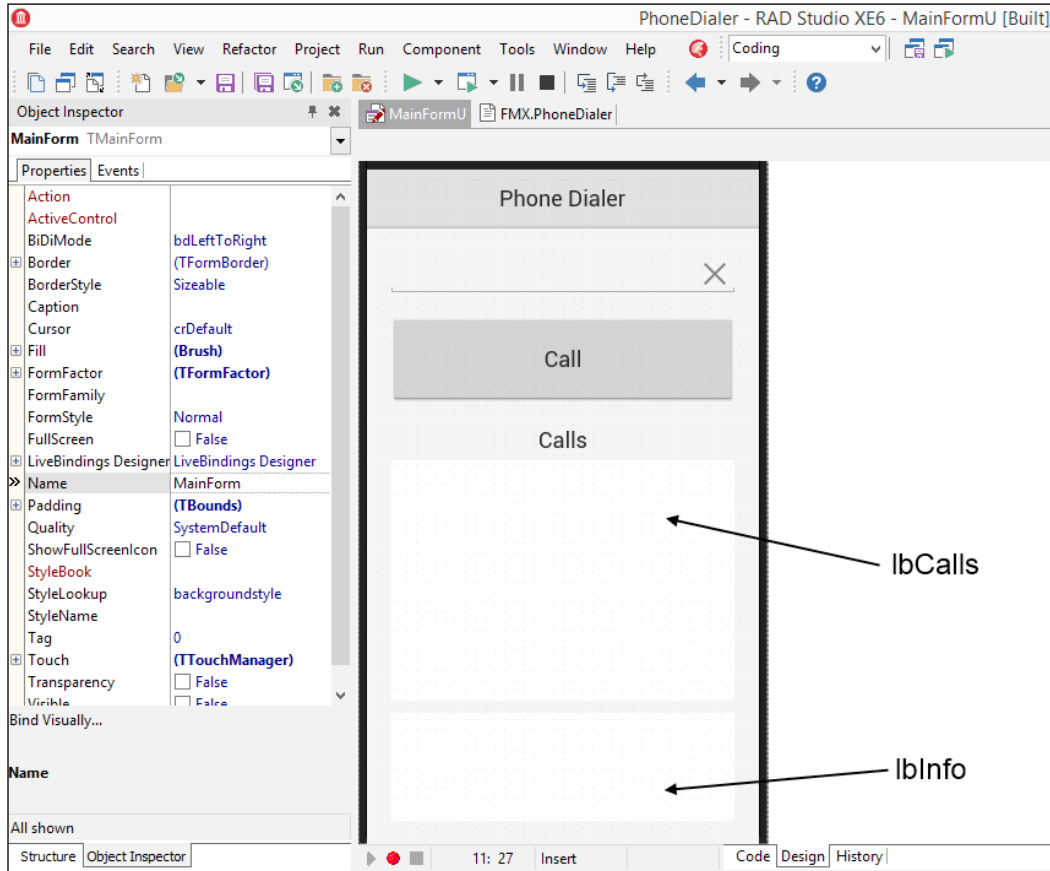 PhoneDialer - RAD Studio XE6 - MainFormU [Built]
File Edit Search View Refactor Project Run Component Tools Window Help Coding
Object Inspector
MainFormU FMX.PhoneDialer
MainForm TMainForm
Properties Events
Action
ActiveControl
BiDiMode bdLeftToRight
Border (TFormBorder)
BorderStyle Sizeable
Caption
Cursor crDefault
Fill (Brush)
FormFactor (TFormFactor)
FormFamily
FormStyle Normal
FullScreen False
LiveBindings Designer LiveBindings Designer
Name MainForm
Padding (TBounds)
Quality SystemDefault
ShowFullScreenIcon False
StyleBook
StyleLookup backgroundstyle
StyleName
Tag 0
Touch (TTouchManager)
Transparency False
Visible False
Bind Visually...
Name
All shown
Structure Object Inspector
Phone Dialer
Call
Calls
lbCalls
lbInfo
11: 27 Insert
Code Design History